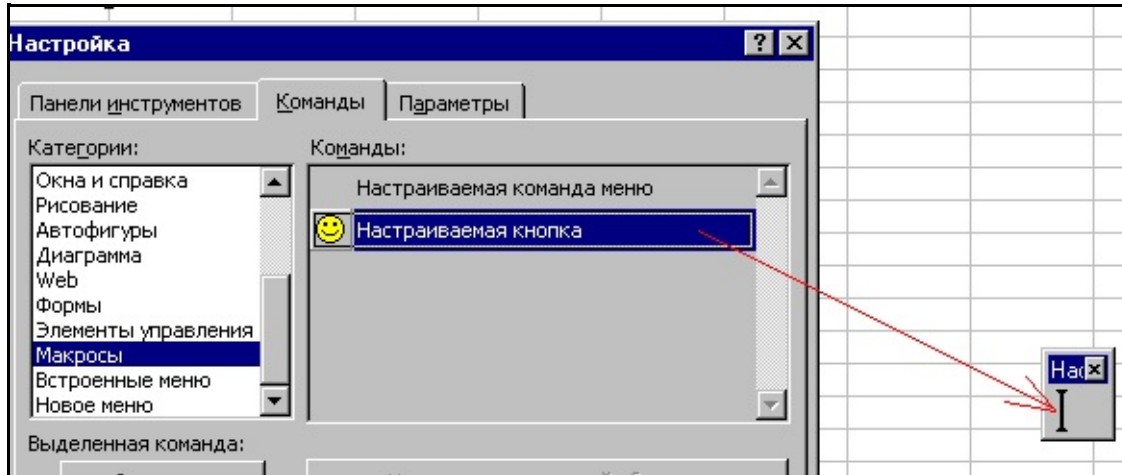 Настройка
Панели инструментов Команды Параметры
Категории: Команды:
Окна и справка
Рисование
Автофигуры
Диаграмма
Web
Формы
Элементы управления
Макросы
Встроенные меню
Новое меню
Настраиваемая команда меню
Настраиваемая кнопка
Нас
Выделенная команда: